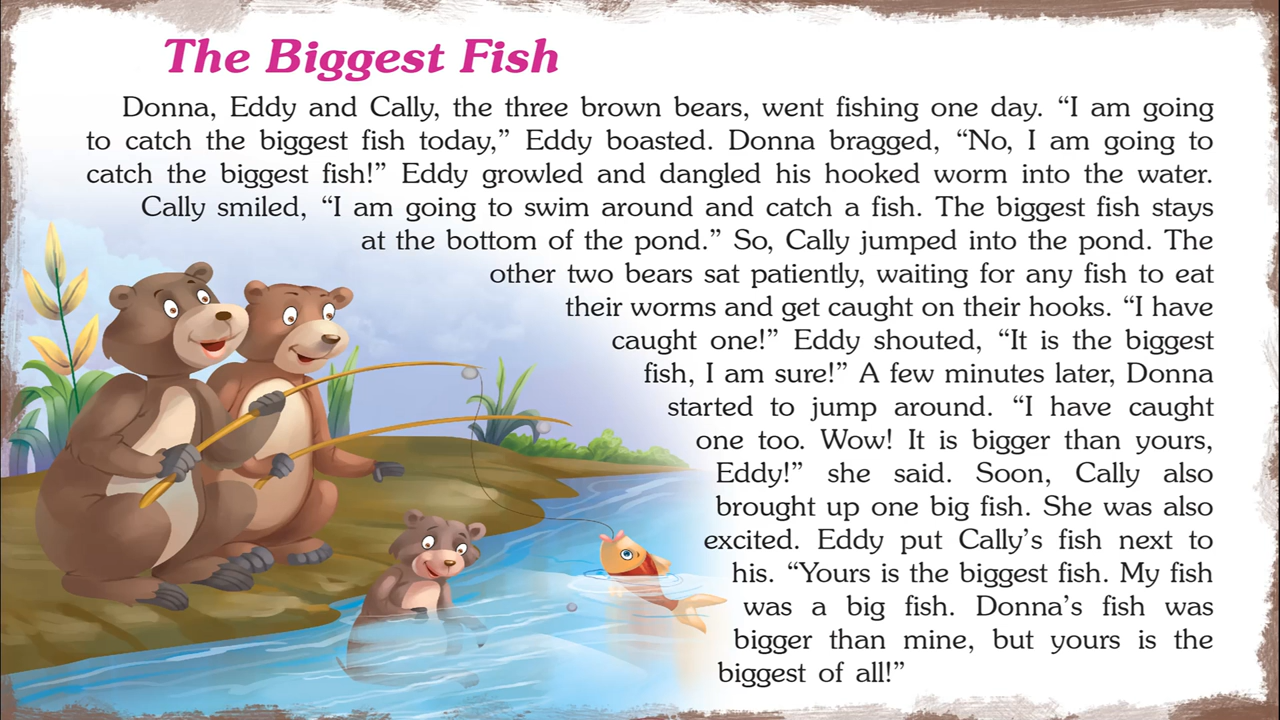 The Biggest Fish
Donna, Eddy and Cally, the three brown bears, went fishing one day. “I am going
to catch the biggest fish today,” Eddy boasted. Donna bragged, “No, I am going to
catch the biggest fish!” Eddy growled and dangled his hooked worm into the water.
Cally smiled, “I am going to swim around and catch a fish. The biggest fish stays
at the bottom of the pond.” So, Cally jumped into the pond. The
other two bears sat patiently, waiting for any fish to eat
their worms and get caught on their hooks. “I have
caught one!” Eddy shouted, “It is the biggest
fish, I am sure!” A few minutes later, Donna
started to jump around. “I have caught
one too. Wow! It is bigger than yours,
Eddy!” she said. Soon, Cally also
brought up one big fish. She was also
excited. Eddy put Cally’s fish next to
his. “Yours is the biggest fish. My fish
was a big fish. Donna’s fish was
bigger than mine, but yours is the
biggest of all!”